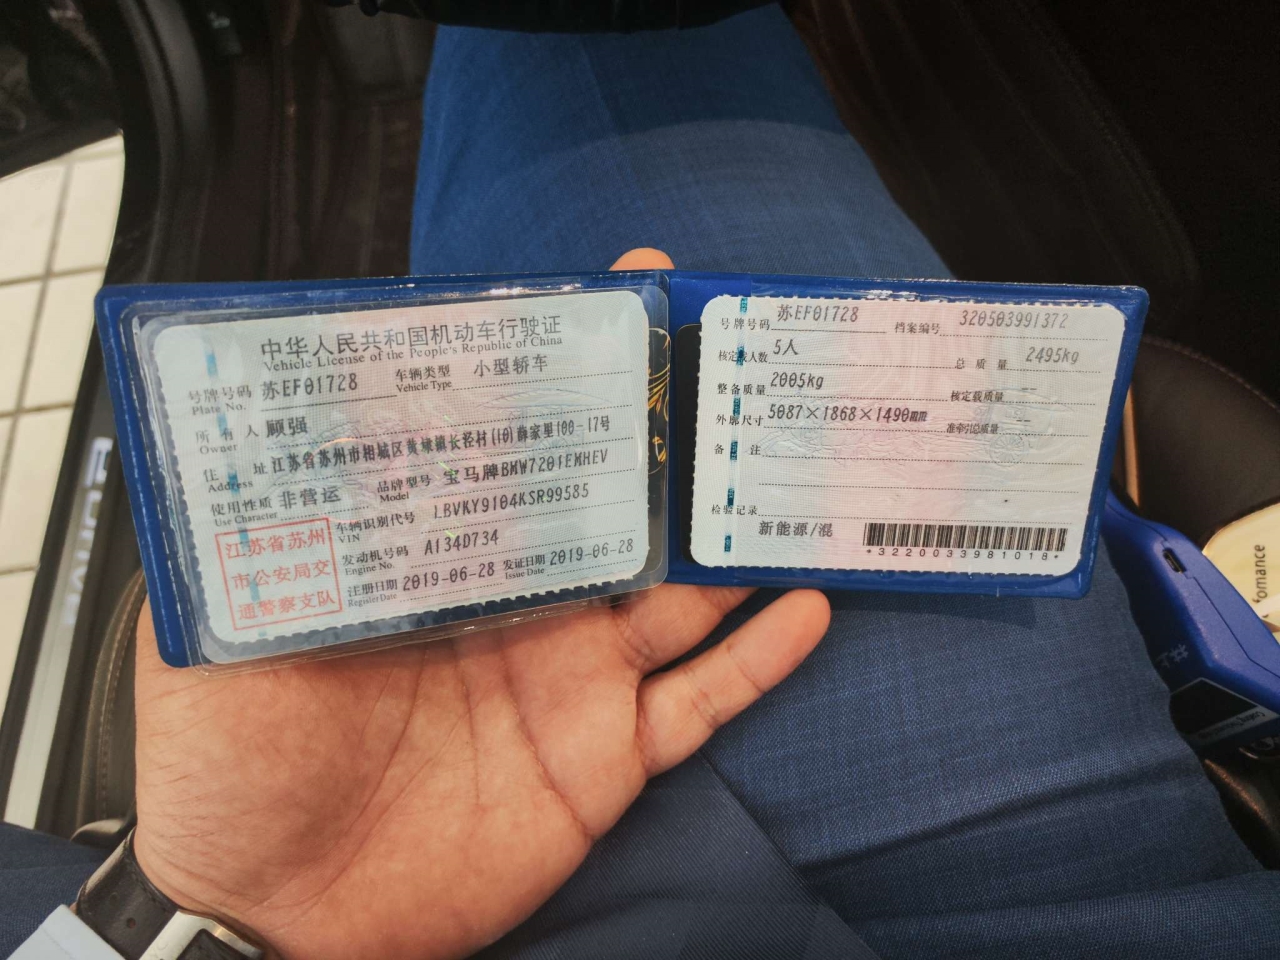 中华人民共和国机动车行驶证
Vehicle License of the People's Republic of China
号牌号码 苏EF01728 车辆类型 小型轿车
Plate No. Vehicle Type
所有人 顾强
Owner
住址 江苏省苏州市相城区黄埭镇长泾村(10)薛家里100-17号
Address
使用性质 非营运 品牌型号 宝马牌BMW7201EMHEV
Use Character Model
江苏省苏州
市公安局交
通警察支队
车辆识别代号 LBVKY9104KSR99585
VIN
发动机号码 A134D734
Engine No.
注册日期 2019-06-28 发证日期 2019-06-28
Register Date Issue Date
号牌号码 苏EF01728 档案编号 320503991372
核定载人数 5人 总质量 2495kg
整备质量 2005kg 核定载质量 --
外廓尺寸 5087×1868×1490mm 准牵引总质量 --
备注
检验记录
新能源/混
*3220033981018*
formance